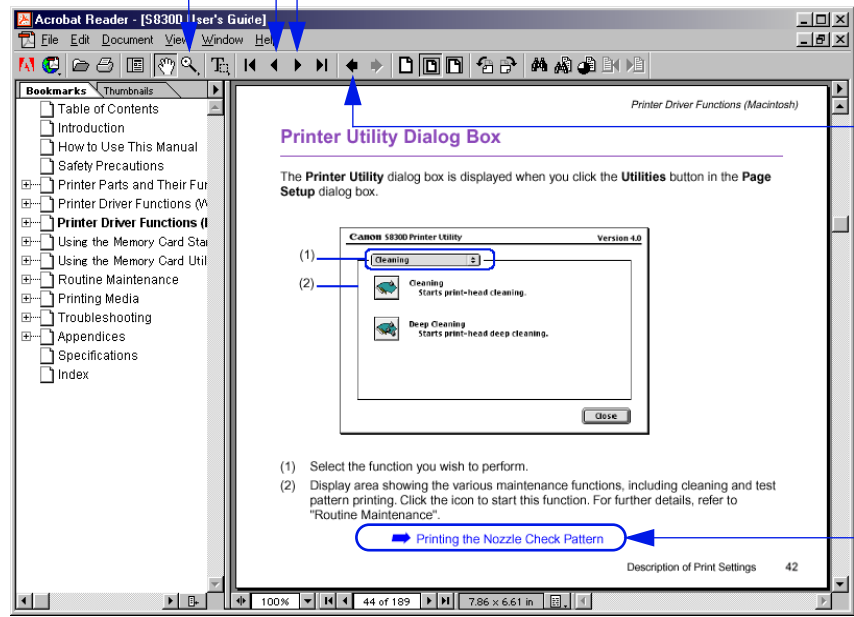 Acrobat Reader - [S830D User's Guide]
File Edit Document View Window Help
Bookmarks Thumbnails
Table of Contents
Introduction
How to Use This Manual
Safety Precautions
Printer Parts and Their Fur
Printer Driver Functions (W
Printer Driver Functions (I
Using the Memory Card Star
Using the Memory Card Util
Routine Maintenance
Printing Media
Troubleshooting
Appendices
Specifications
Index
Printer Driver Functions (Macintosh)
Printer Utility Dialog Box
The Printer Utility dialog box is displayed when you click the Utilities button in the Page
Setup dialog box.
Canon S830D Printer Utility Version 4.0
(1) Cleaning
(2) Cleaning
Starts print-head cleaning.
Deep Cleaning
Starts print-head deep cleaning.
Close
(1) Select the function you wish to perform.
(2) Display area showing the various maintenance functions, including cleaning and test
pattern printing. Click the icon to start this function. For further details, refer to
"Routine Maintenance".
Printing the Nozzle Check Pattern
Description of Print Settings 42
100% 44 of 189 7.86 x 6.61 in